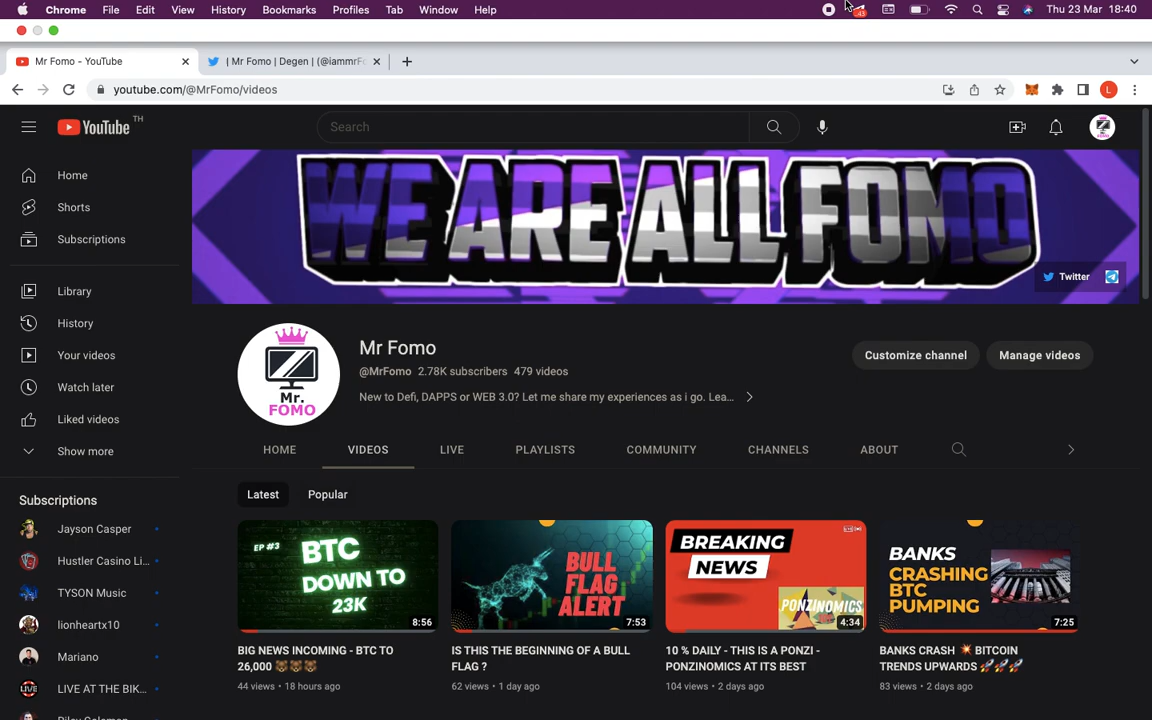 Chrome File Edit View History Bookmarks Profiles Tab Window Help 43 Thu 23 Mar 18:40
Mr Fomo - YouTube | Mr Fomo | Degen | (@iammrF
youtube.com/@MrFomo/videos L
YouTube TH Search
Home
Shorts
Subscriptions
Library
History
Your videos
Watch later
Liked videos
Show more
Subscriptions
Jayson Casper
Hustler Casino Li...
TYSON Music
lionheartx10
Mariano
LIVE LIVE AT THE BIK...
WE ARE ALL FOMO
Twitter
Mr.
FOMO
Mr Fomo
@MrFomo 2.78K subscribers 479 videos
New to Defi, DAPPS or WEB 3.0? Let me share my experiences as i go. Lea...
Customize channel Manage videos
HOME VIDEOS LIVE PLAYLISTS COMMUNITY CHANNELS ABOUT
Latest Popular
EP #3 BTC
DOWN TO
23K
8:56
BULL
FLAG
ALERT
7:53
BREAKING
NEWS
PONZINOMICS
4:34
BANKS
CRASHING
BTC
PUMPING
7:25
BIG NEWS INCOMING - BTC TO
26,000 🐻🐻🐻
44 views • 18 hours ago
IS THIS THE BEGINNING OF A BULL
FLAG ?
62 views • 1 day ago
10 % DAILY - THIS IS A PONZI -
PONZINOMICS AT ITS BEST
104 views • 2 days ago
BANKS CRASH 💥 BITCOIN
TRENDS UPWARDS 🚀🚀🚀
83 views • 2 days ago